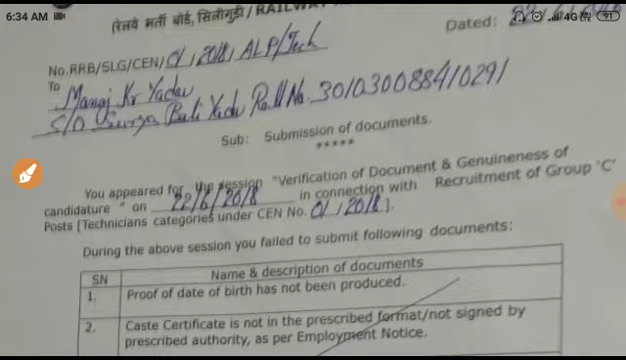 6:34 AM 4G 91
रेलवे भर्ती बोर्ड, सिलीगुड़ी / RAILWAY
Dated:
No.RRB/SLG/CEN/ 01/2018/ ALP/Tech
To
Manoj Kr Yadav
S/O Surya Bali Yadu Roll No. 301030088410291
Sub: Submission of documents.
*****
You appeared for the session "Verification of Document & Genuineness of
candidature " on 22/6/2018 in connection with Recruitment of Group 'C'
Posts [Technicians categories under CEN No. 01/2018].
During the above session you failed to submit following documents:
SN Name & description of documents
1. Proof of date of birth has not been produced.
2. Caste Certificate is not in the prescribed format/not signed by
prescribed authority, as per Employment Notice.